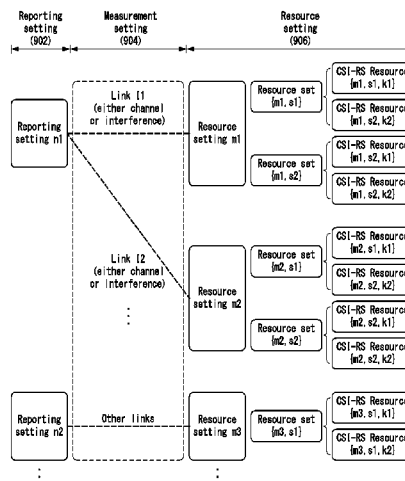 Reporting
setting
(902)
Measurement
setting
(904)
Resource
setting
(906)
Reporting
setting n1
Link l1
(either channel
or interference)
Resource
setting m1
Resource set
{m1, s1}
CSI-RS Resource
{m1, s1, k1}
CSI-RS Resource
{m1, s2, k2}
Resource set
{m1, s2}
CSI-RS Resource
{m1, s2, k1}
CSI-RS Resource
{m1, s2, k2}
Link l2
(either channel
or interference)
Resource
setting m2
Resource set
{m2, s1}
CSI-RS Resource
{m2, s1, k1}
CSI-RS Resource
{m2, s2, k2}
Resource set
{m2, s2}
CSI-RS Resource
{m2, s2, k1}
CSI-RS Resource
{m2, s2, k2}
Reporting
setting n2
Other links
Resource
setting m3
Resource set
{m3, s1}
CSI-RS Resource
{m3, s1, k1}
CSI-RS Resource
{m3, s1, k2}